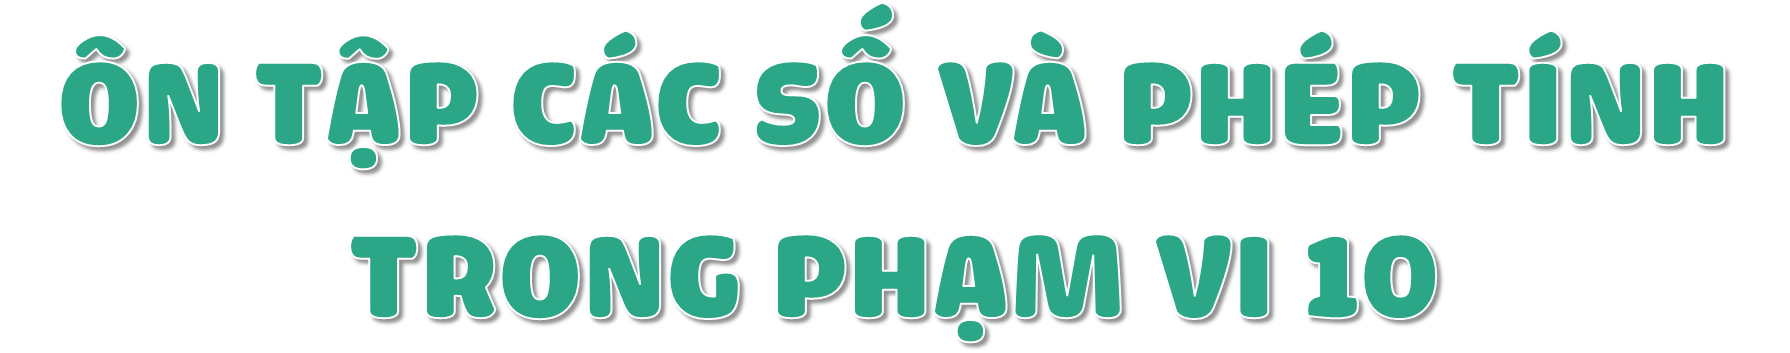 ÔN TẬP CÁC SỐ VÀ PHÉP TÍNH
TRONG PHẠM VI 10